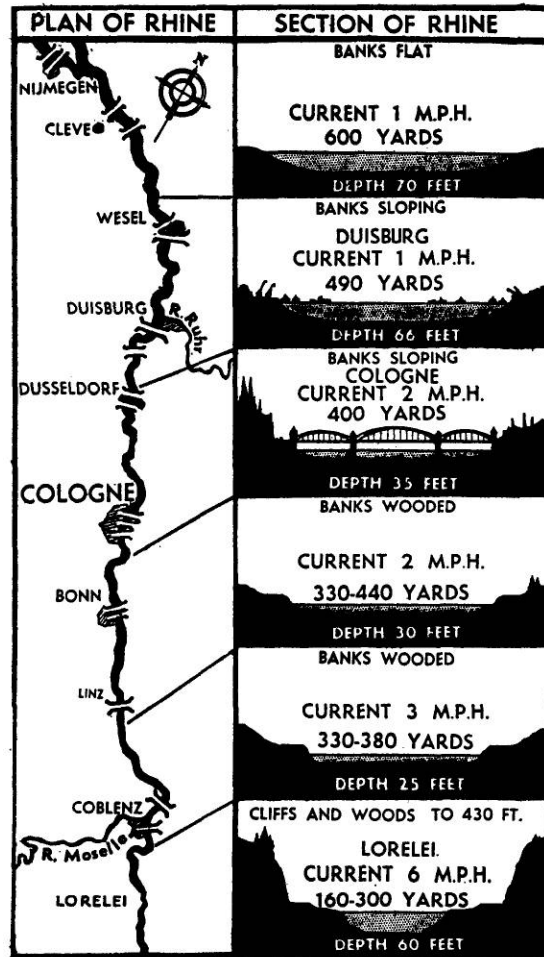 PLAN OF RHINE
N
NIJMEGEN
CLEVE
WESEL
DUISBURG
R. Ruhr.
DUSSELDORF
COLOGNE
BONN
LINZ
COBLENZ
R. Moselle
LORELEI
SECTION OF RHINE
BANKS FLAT
CURRENT 1 M.P.H.
600 YARDS
DEPTH 70 FEET
BANKS SLOPING
DUISBURG
CURRENT 1 M.P.H.
490 YARDS
DEPTH 66 FEET
BANKS SLOPING
COLOGNE
CURRENT 2 M.P.H.
400 YARDS
DEPTH 35 FEET
BANKS WOODED
CURRENT 2 M.P.H.
330-440 YARDS
DEPTH 30 FEET
BANKS WOODED
CURRENT 3 M.P.H.
330-380 YARDS
DEPTH 25 FEET
CLIFFS AND WOODS TO 430 FT.
LORELEI.
CURRENT 6 M.P.H.
160-300 YARDS
DEPTH 60 FEET